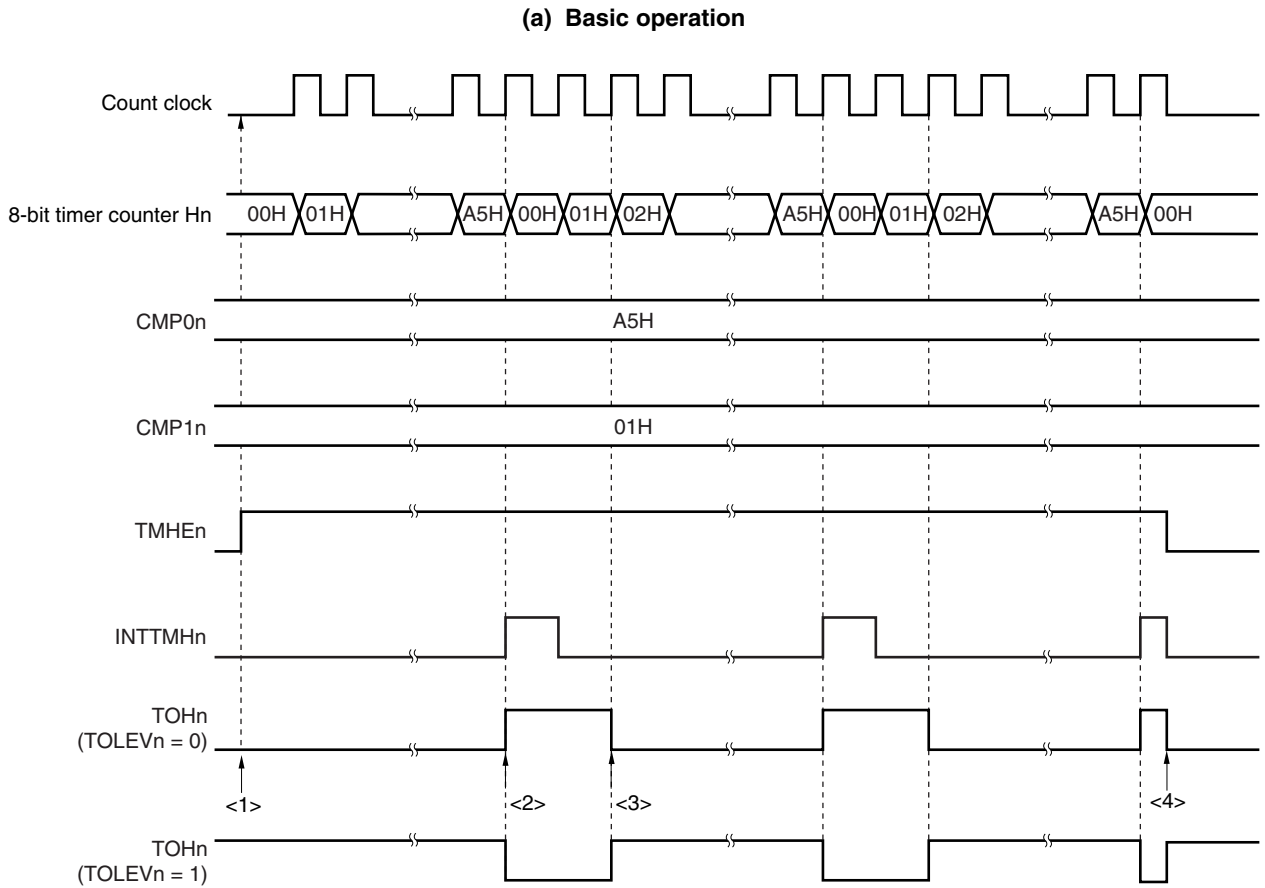 (a) Basic operation
Count clock
8-bit timer counter Hn
00H 01H A5H 00H 01H 02H A5H 00H 01H 02H A5H 00H
CMP0n
A5H
CMP1n
01H
TMHEn
INTTMHn
TOHn
(TOLEVn = 0)
<1> <2> <3> <4>
TOHn
(TOLEVn = 1)